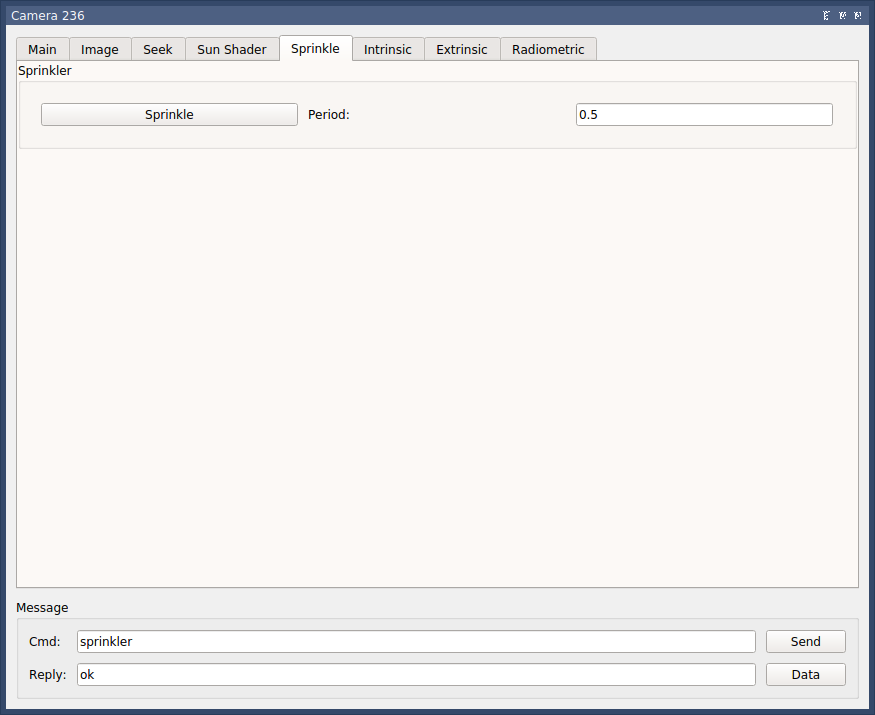 Camera 236
Main Image Seek Sun Shader Sprinkle Intrinsic Extrinsic Radiometric
Sprinkler
Sprinkle Period: 0.5
Message
Cmd: sprinkler Send
Reply: ok Data